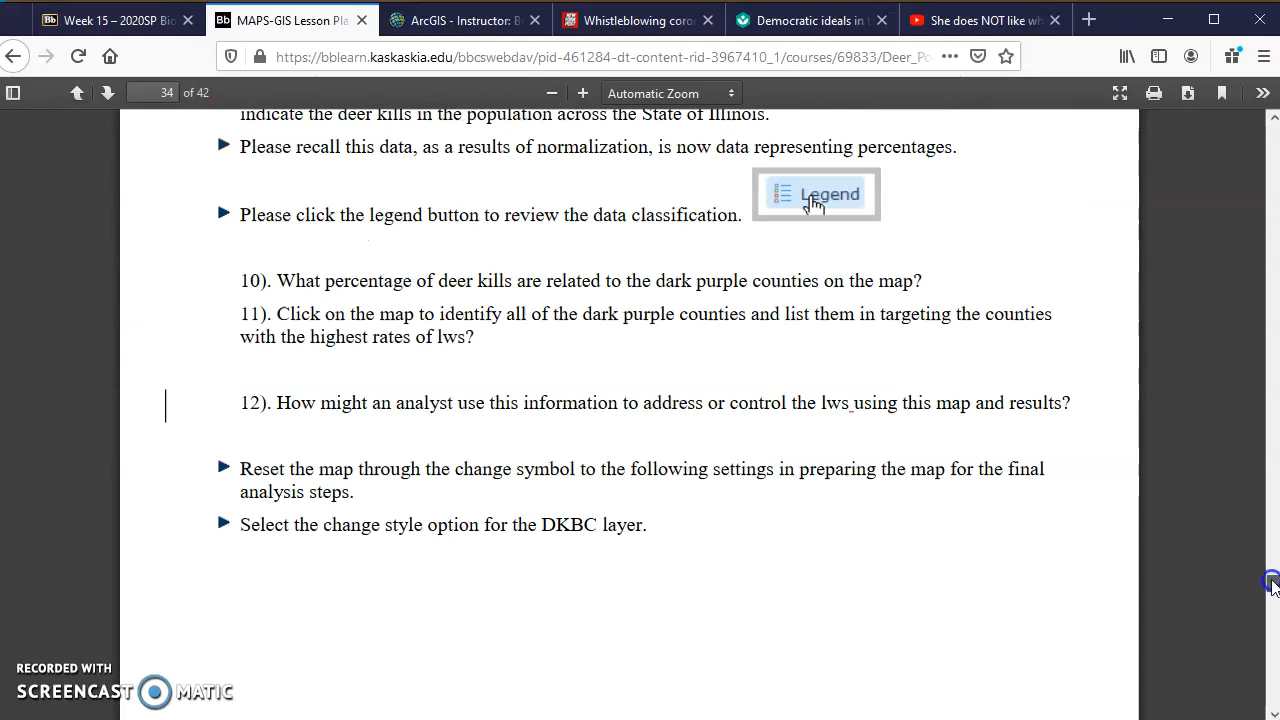 Week 15 – 2020SP Bio
MAPS-GIS Lesson Pla
ArcGIS - Instructor: B
Whistleblowing coro
Democratic ideals in
She does NOT like wh
https://bblearn.kaskaskia.edu/bbcswebdav/pid-461284-dt-content-rid-3967410_1/courses/69833/Deer_Po
34 of 42
Automatic Zoom
indicate the deer kills in the population across the State of Illinois.
Please recall this data, as a results of normalization, is now data representing percentages.
Legend
Please click the legend button to review the data classification.
10). What percentage of deer kills are related to the dark purple counties on the map?
11). Click on the map to identify all of the dark purple counties and list them in targeting the counties
with the highest rates of lws?
12). How might an analyst use this information to address or control the lws using this map and results?
Reset the map through the change symbol to the following settings in preparing the map for the final
analysis steps.
Select the change style option for the DKBC layer.
RECORDED WITH
SCREENCAST MATIC